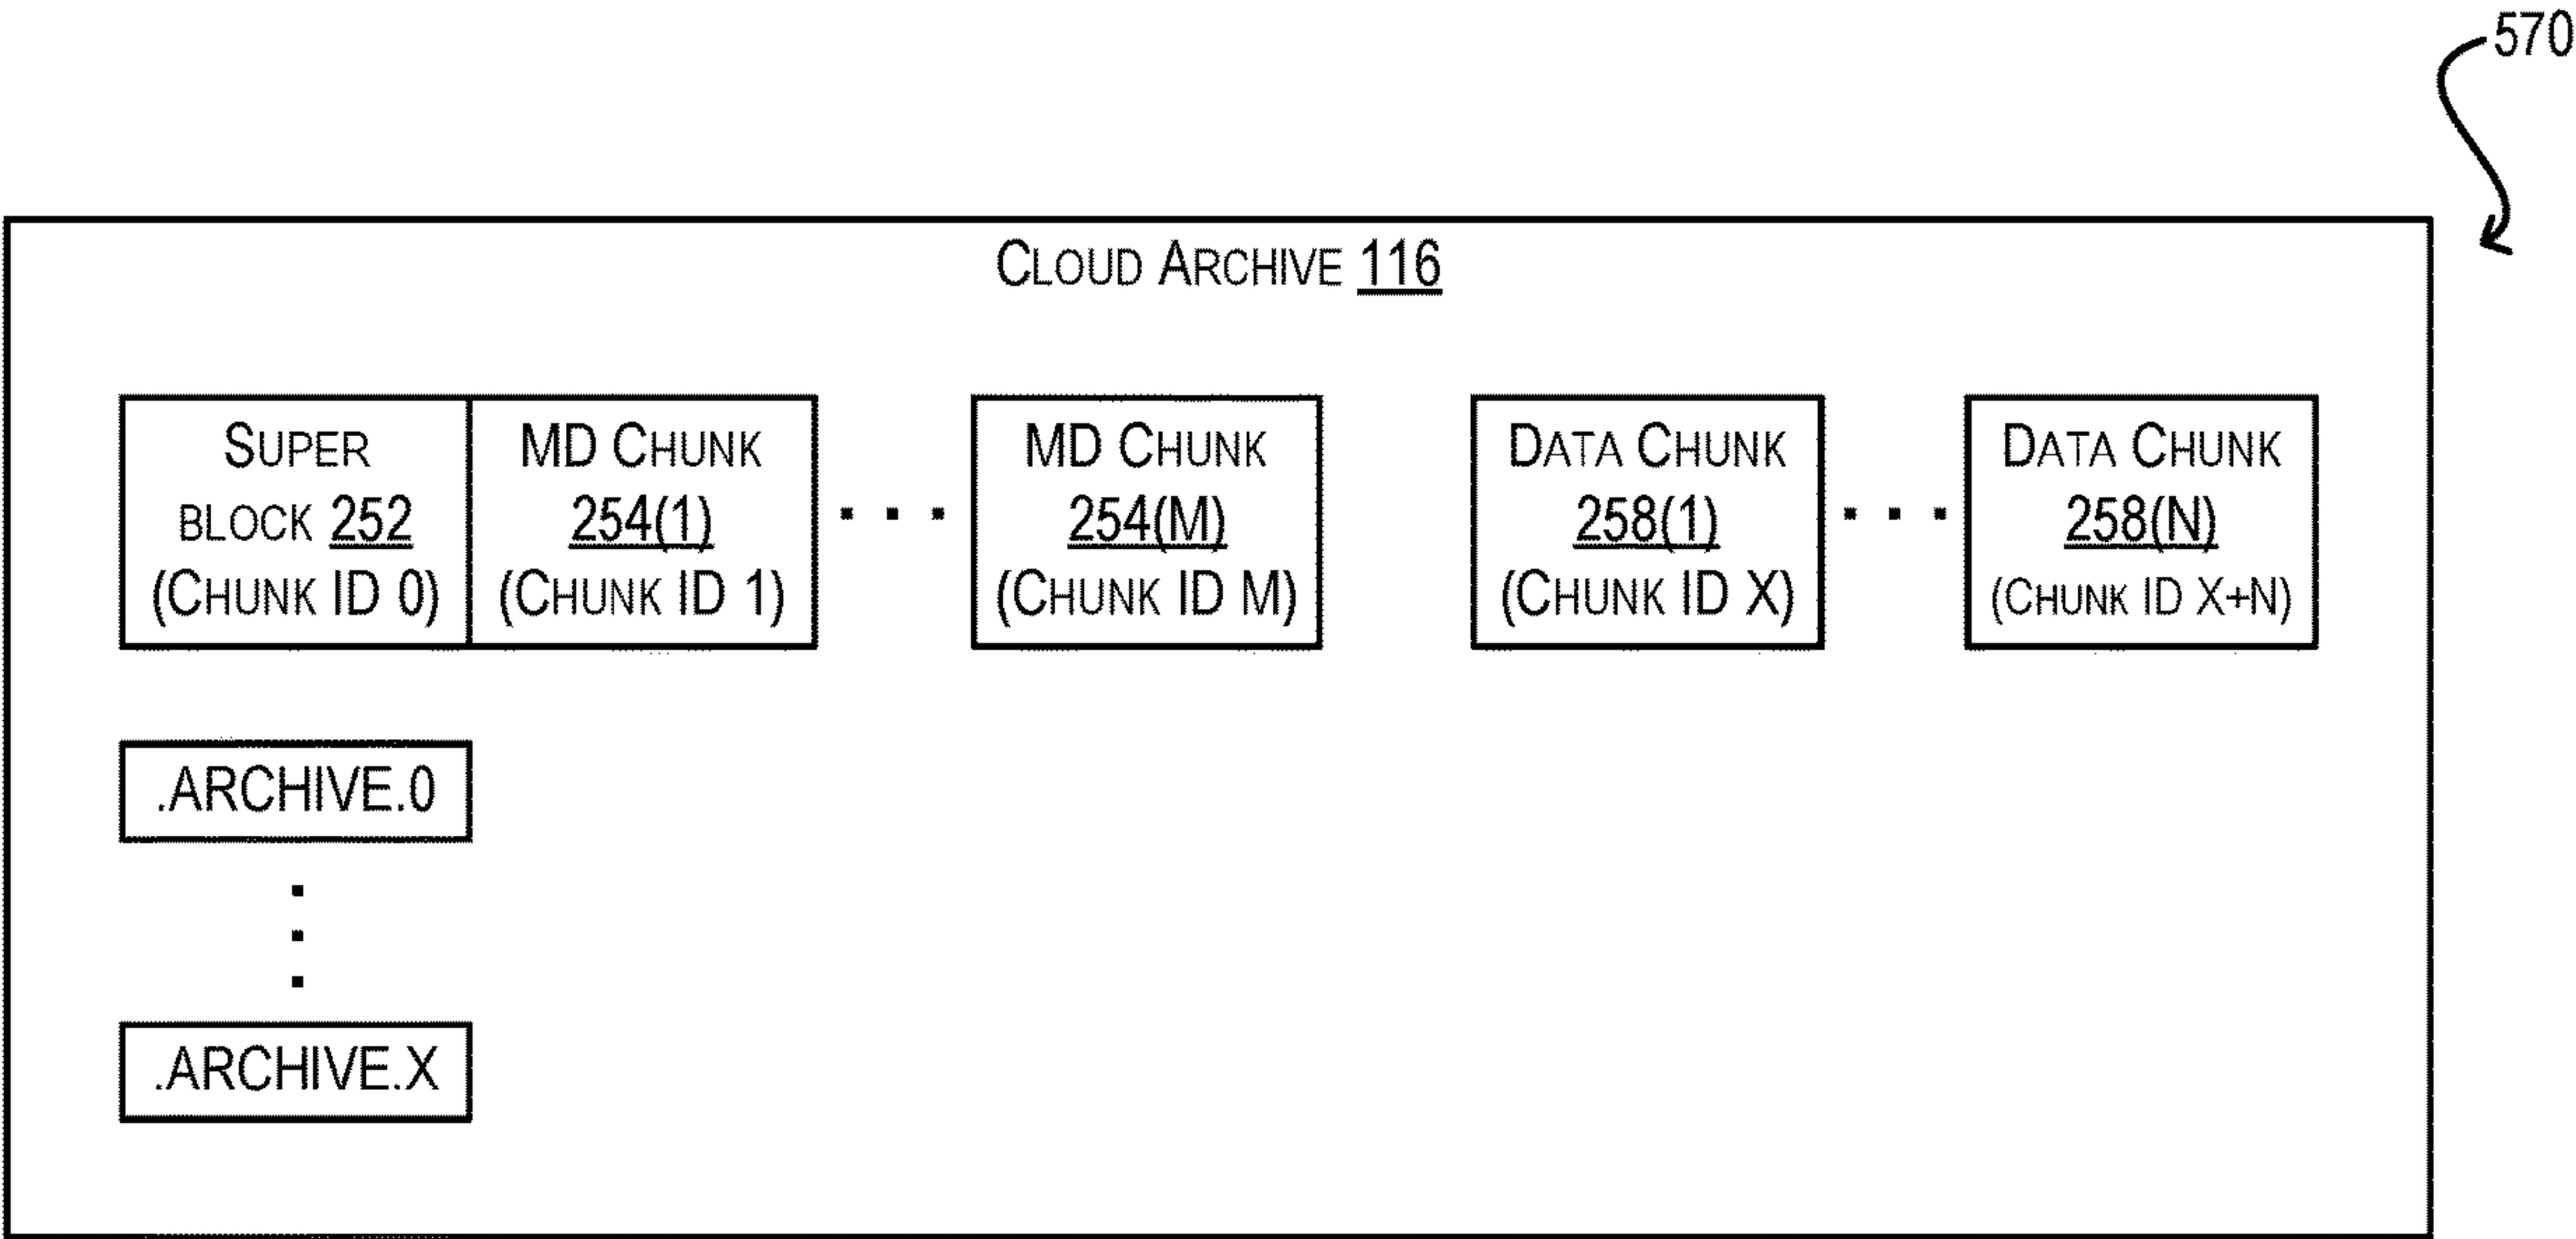 570
CLOUD ARCHIVE 116
SUPER
BLOCK 252
(CHUNK ID 0)
MD CHUNK
254(1)
(CHUNK ID 1)
MD CHUNK
254(M)
(CHUNK ID M)
DATA CHUNK
258(1)
(CHUNK ID X)
DATA CHUNK
258(N)
(CHUNK ID X+N)
.ARCHIVE.0
.ARCHIVE.X